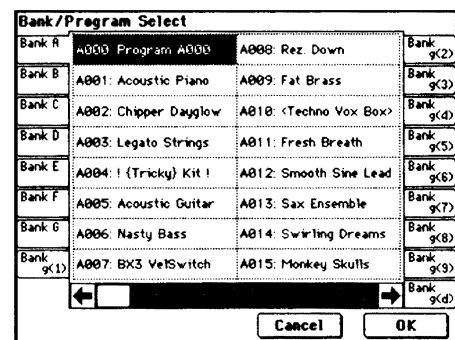 Bank/Program Select
Bank A
Bank B
Bank C
Bank D
Bank E
Bank F
Bank G
Bank g(1)
A000: Program A000
A001: Acoustic Piano
A002: Chipper Dayglow
A003: Legato Strings
A004: ! {Tricky} Kit !
A005: Acoustic Guitar
A006: Nasty Bass
A007: BX3 VelSwitch
A008: Rez. Down
A009: Fat Brass
A010: <Techno Vox Box>
A011: Fresh Breath
A012: Smooth Sine Lead
A013: Sax Ensemble
A014: Swirling Dreams
A015: Monkey Skulls
Bank g(2)
Bank g(3)
Bank g(4)
Bank g(5)
Bank g(6)
Bank g(7)
Bank g(8)
Bank g(9)
Bank g(d)
Cancel
OK